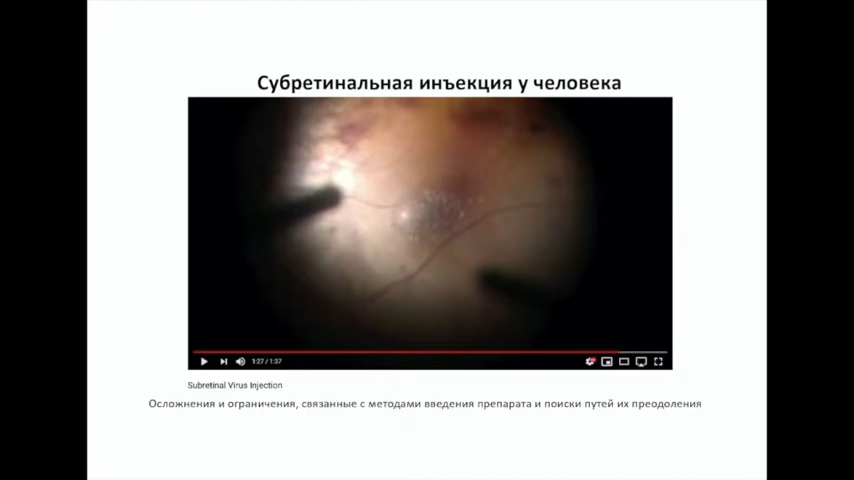 Субретинальная инъекция у человека
1:27 / 1:37
Subretinal Virus Injection
Осложнения и ограничения, связанные с методами введения препарата и поиски путей их преодоления